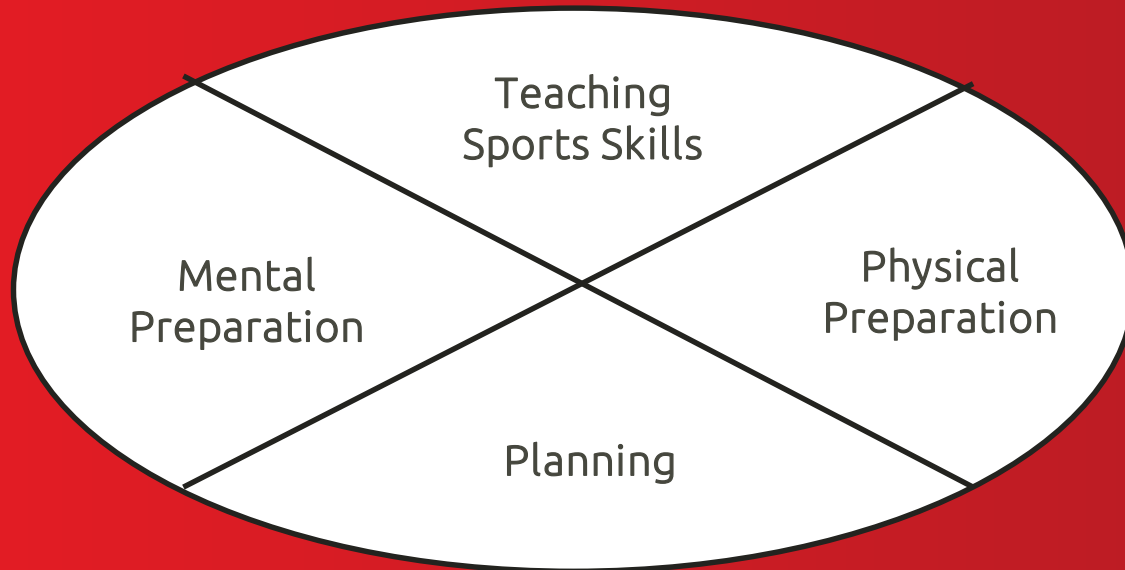 Teaching
Sports Skills
Mental
Preparation
Physical
Preparation
Planning